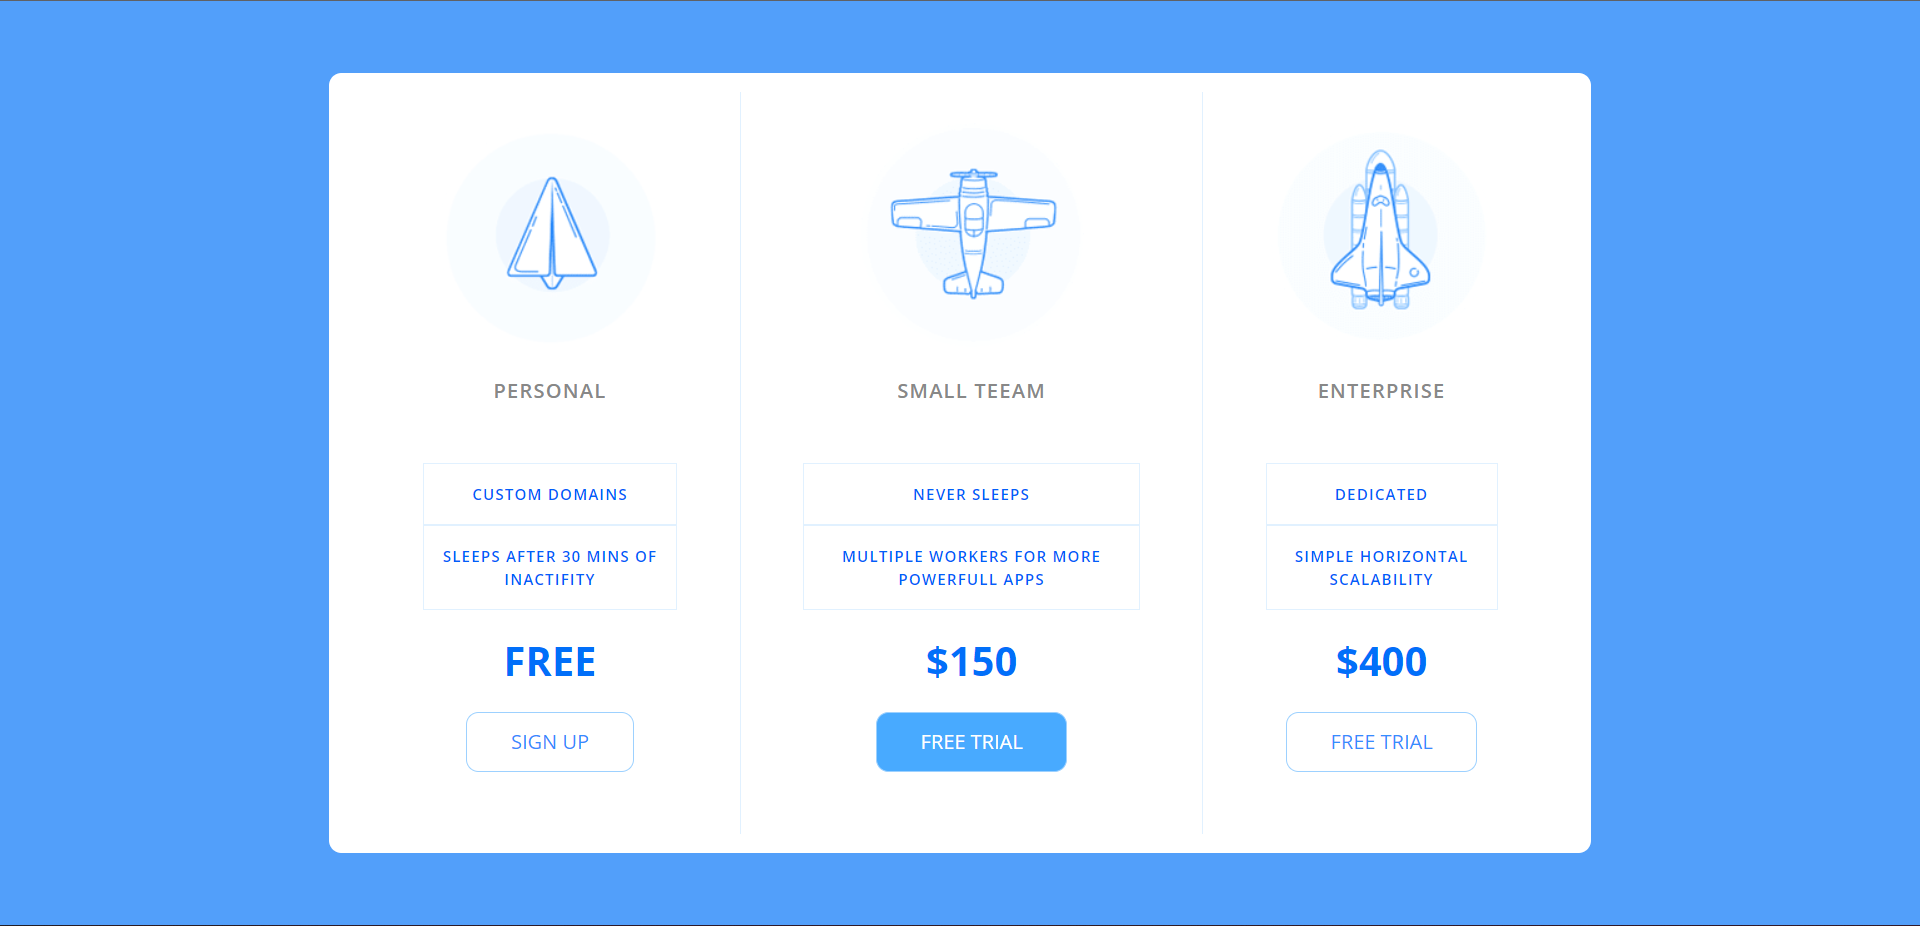 PERSONAL
CUSTOM DOMAINS
SLEEPS AFTER 30 MINS OF
INACTIFITY
FREE
SIGN UP
SMALL TEEAM
NEVER SLEEPS
MULTIPLE WORKERS FOR MORE
POWERFULL APPS
$150
FREE TRIAL
ENTERPRISE
DEDICATED
SIMPLE HORIZONTAL
SCALABILITY
$400
FREE TRIAL